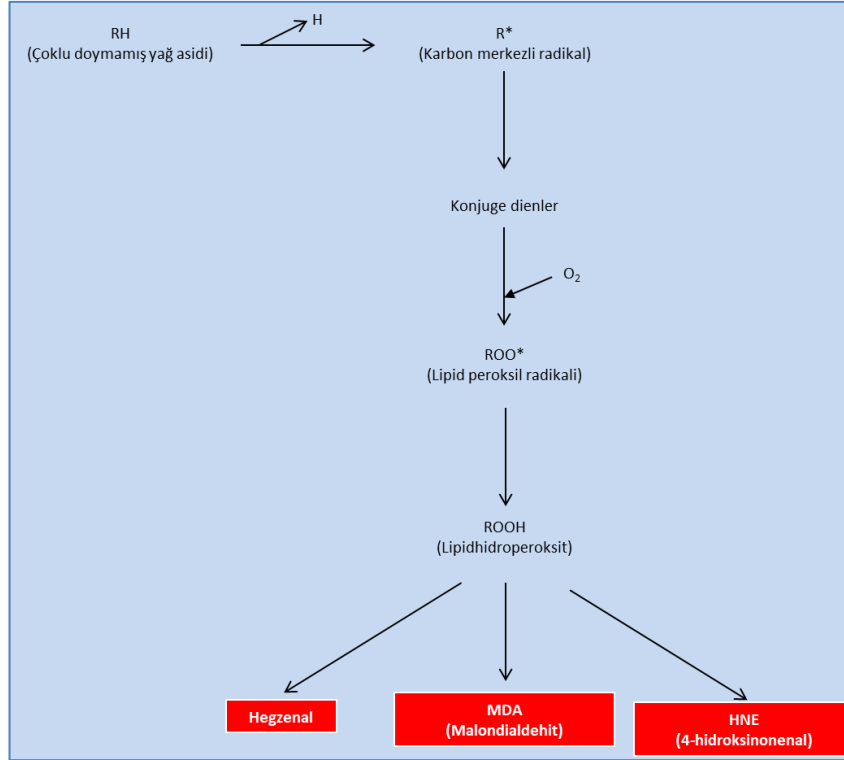 H
RH
(Çoklu doymamış yağ asidi)
R*
(Karbon merkezli radikal)
Konjuge dienler
O₂
ROO*
(Lipid peroksil radikali)
ROOH
(Lipidhidroperoksit)
Hegzenal
MDA
(Malondialdehit)
HNE
(4-hidroksinonenal)